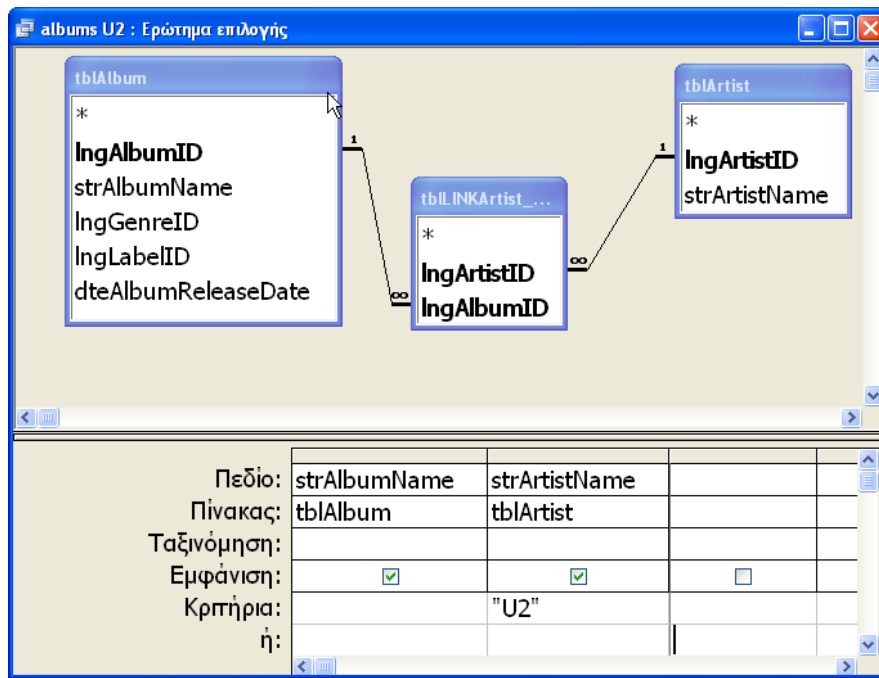 albums U2 : Ερώτημα επιλογής
tblAlbum
*
lngAlbumID
strAlbumName
lngGenreID
lngLabelID
dteAlbumReleaseDate
1
∞
tblLINKArtist_...
*
lngArtistID
lngAlbumID
∞
1
tblArtist
*
lngArtistID
strArtistName
Πεδίο: strAlbumName strArtistName
Πίνακας: tblAlbum tblArtist
Ταξινόμηση:
Εμφάνιση:
Κριτήρια: "U2"
ή: